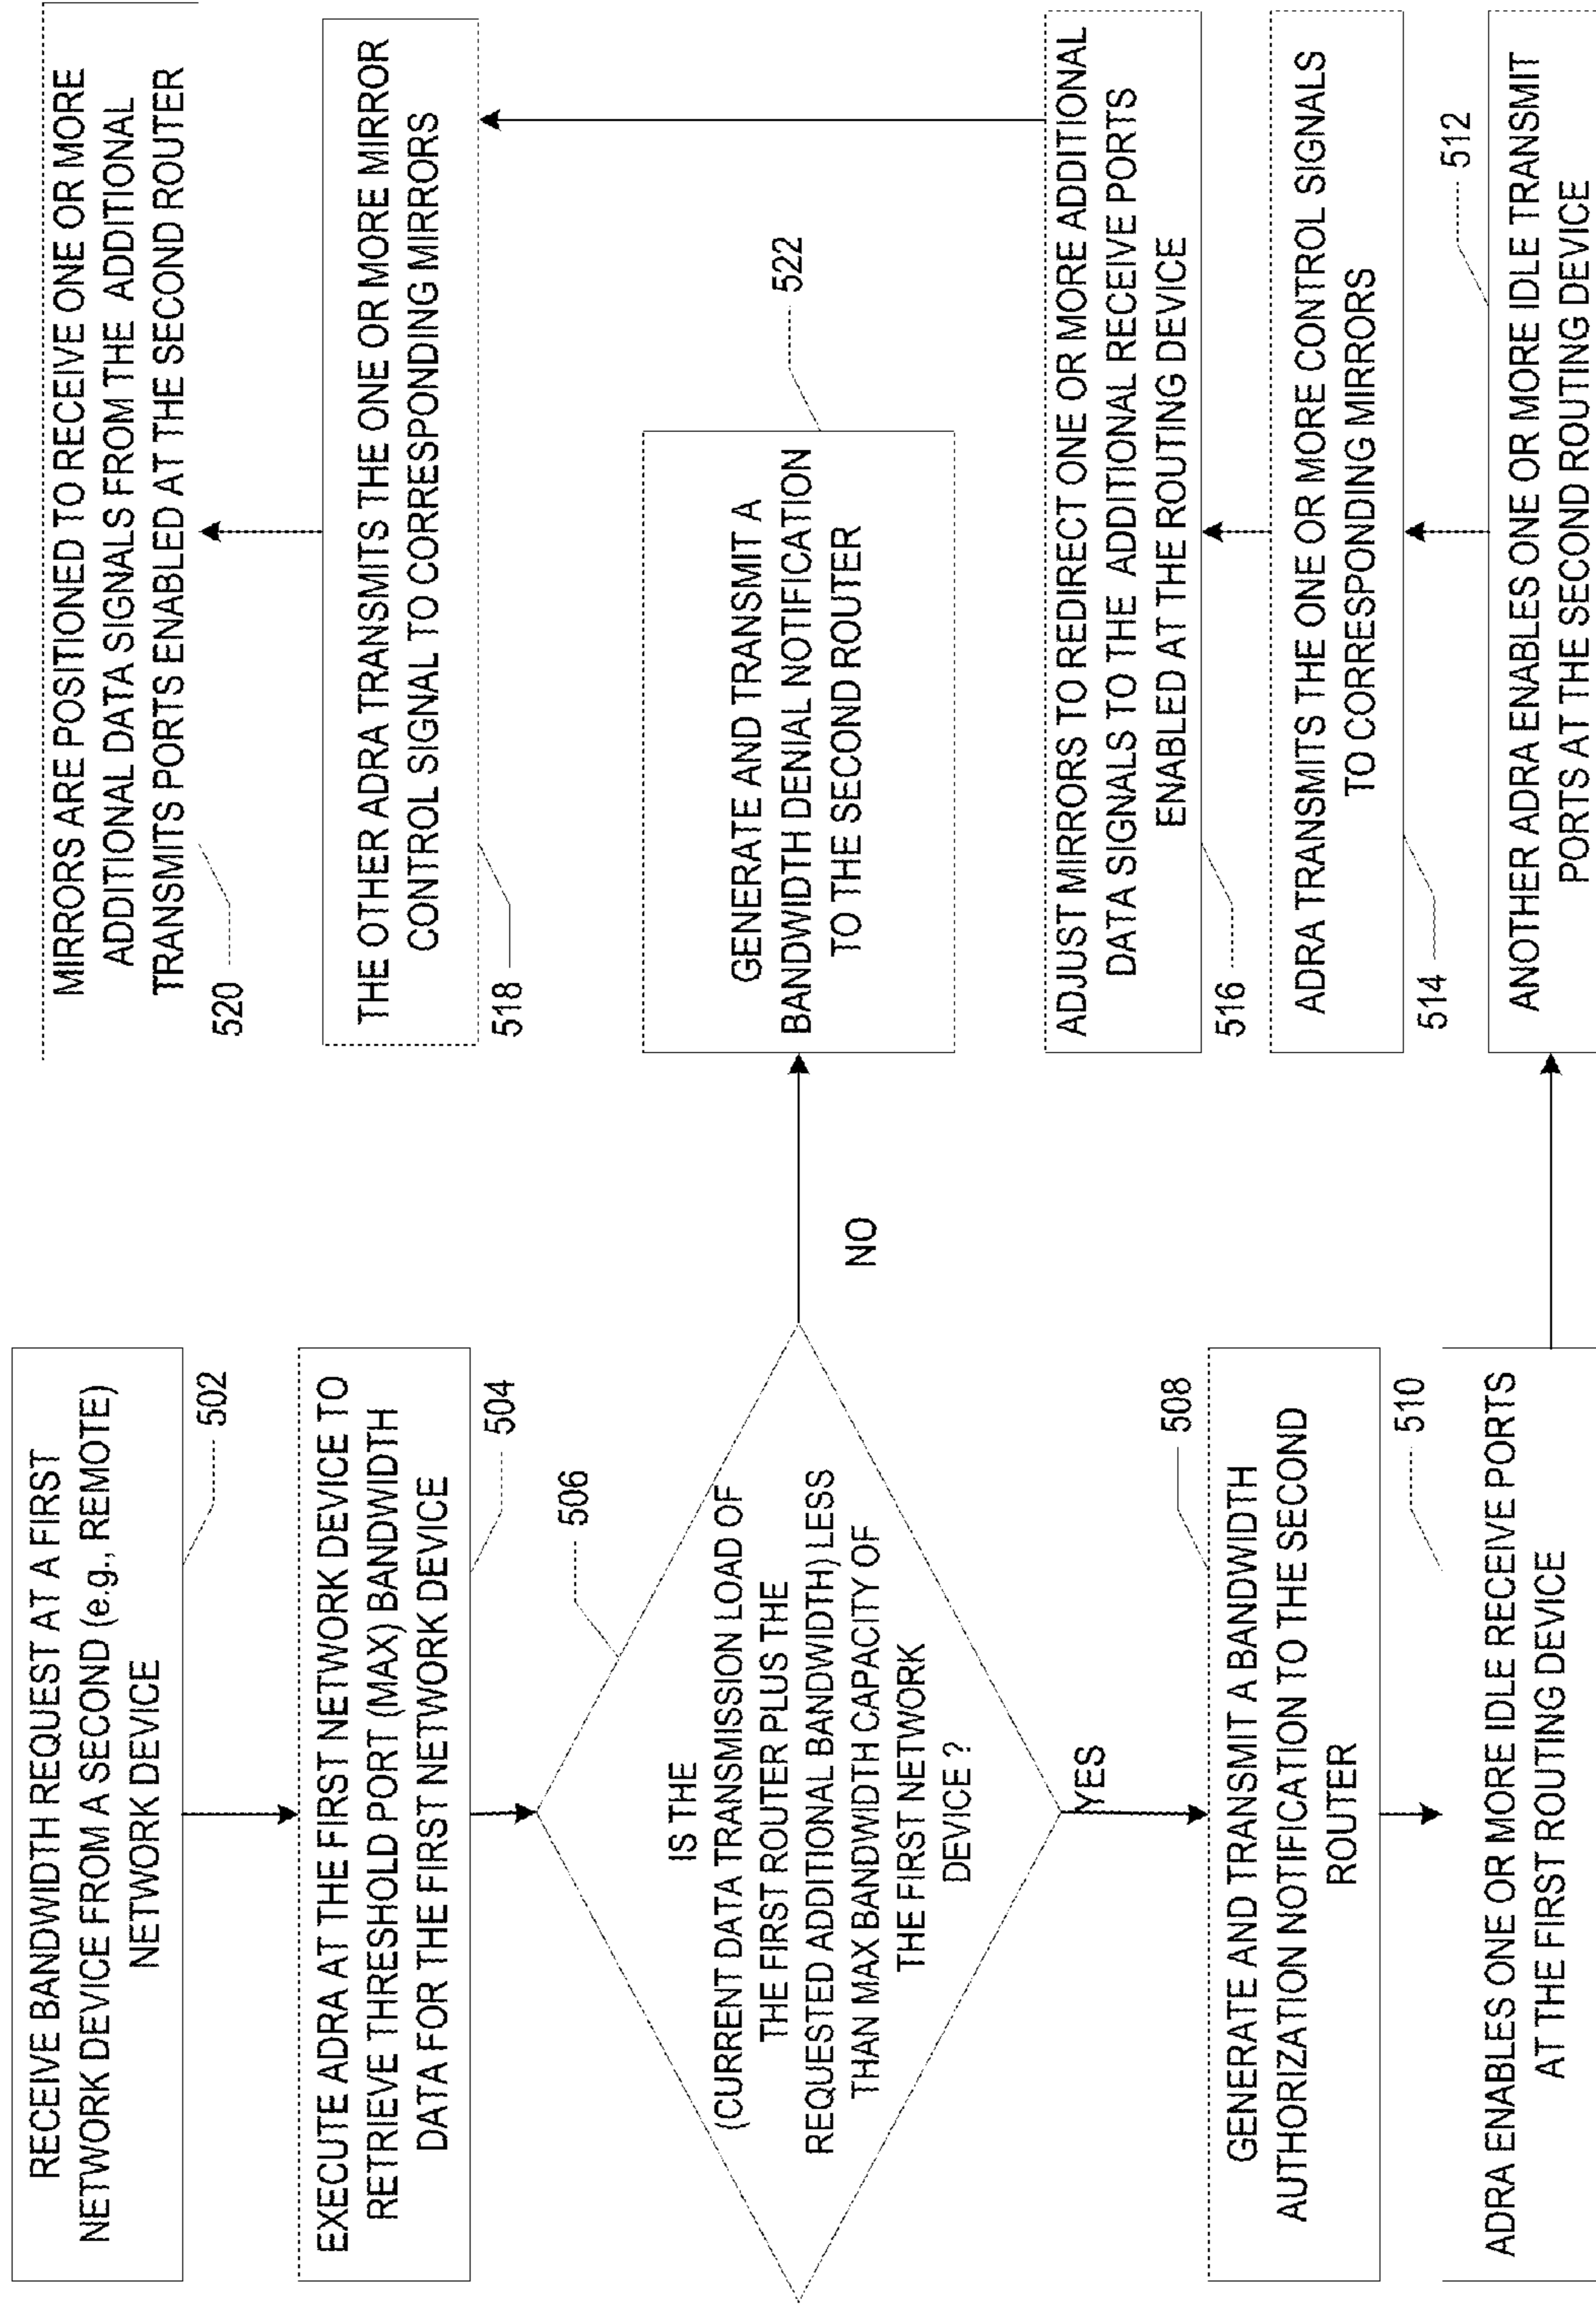 RECEIVE BANDWIDTH REQUEST AT A FIRST
NETWORK DEVICE FROM A SECOND (e.g., REMOTE)
NETWORK DEVICE
502
EXECUTE ADRA AT THE FIRST NETWORK DEVICE TO
RETRIEVE THRESHOLD PORT (MAX) BANDWIDTH
DATA FOR THE FIRST NETWORK DEVICE
504
506
IS THE
(CURRENT DATA TRANSMISSION LOAD OF
THE FIRST ROUTER PLUS THE
REQUESTED ADDITIONAL BANDWIDTH) LESS
THAN MAX BANDWIDTH CAPACITY OF
THE FIRST NETWORK
DEVICE ?
NO
YES
508
GENERATE AND TRANSMIT A BANDWIDTH
AUTHORIZATION NOTIFICATION TO THE SECOND
ROUTER
510
ADRA ENABLES ONE OR MORE IDLE RECEIVE PORTS
AT THE FIRST ROUTING DEVICE
MIRRORS ARE POSITIONED TO RECEIVE ONE OR MORE
ADDITIONAL DATA SIGNALS FROM THE ADDITIONAL
TRANSMITS PORTS ENABLED AT THE SECOND ROUTER
520
THE OTHER ADRA TRANSMITS THE ONE OR MORE MIRROR
CONTROL SIGNAL TO CORRESPONDING MIRRORS
518
522
GENERATE AND TRANSMIT A
BANDWIDTH DENIAL NOTIFICATION
TO THE SECOND ROUTER
ADJUST MIRRORS TO REDIRECT ONE OR MORE ADDITIONAL
DATA SIGNALS TO THE ADDITIONAL RECEIVE PORTS
ENABLED AT THE ROUTING DEVICE
516
ADRA TRANSMITS THE ONE OR MORE CONTROL SIGNALS
TO CORRESPONDING MIRRORS
514
512
ANOTHER ADRA ENABLES ONE OR MORE IDLE TRANSMIT
PORTS AT THE SECOND ROUTING DEVICE